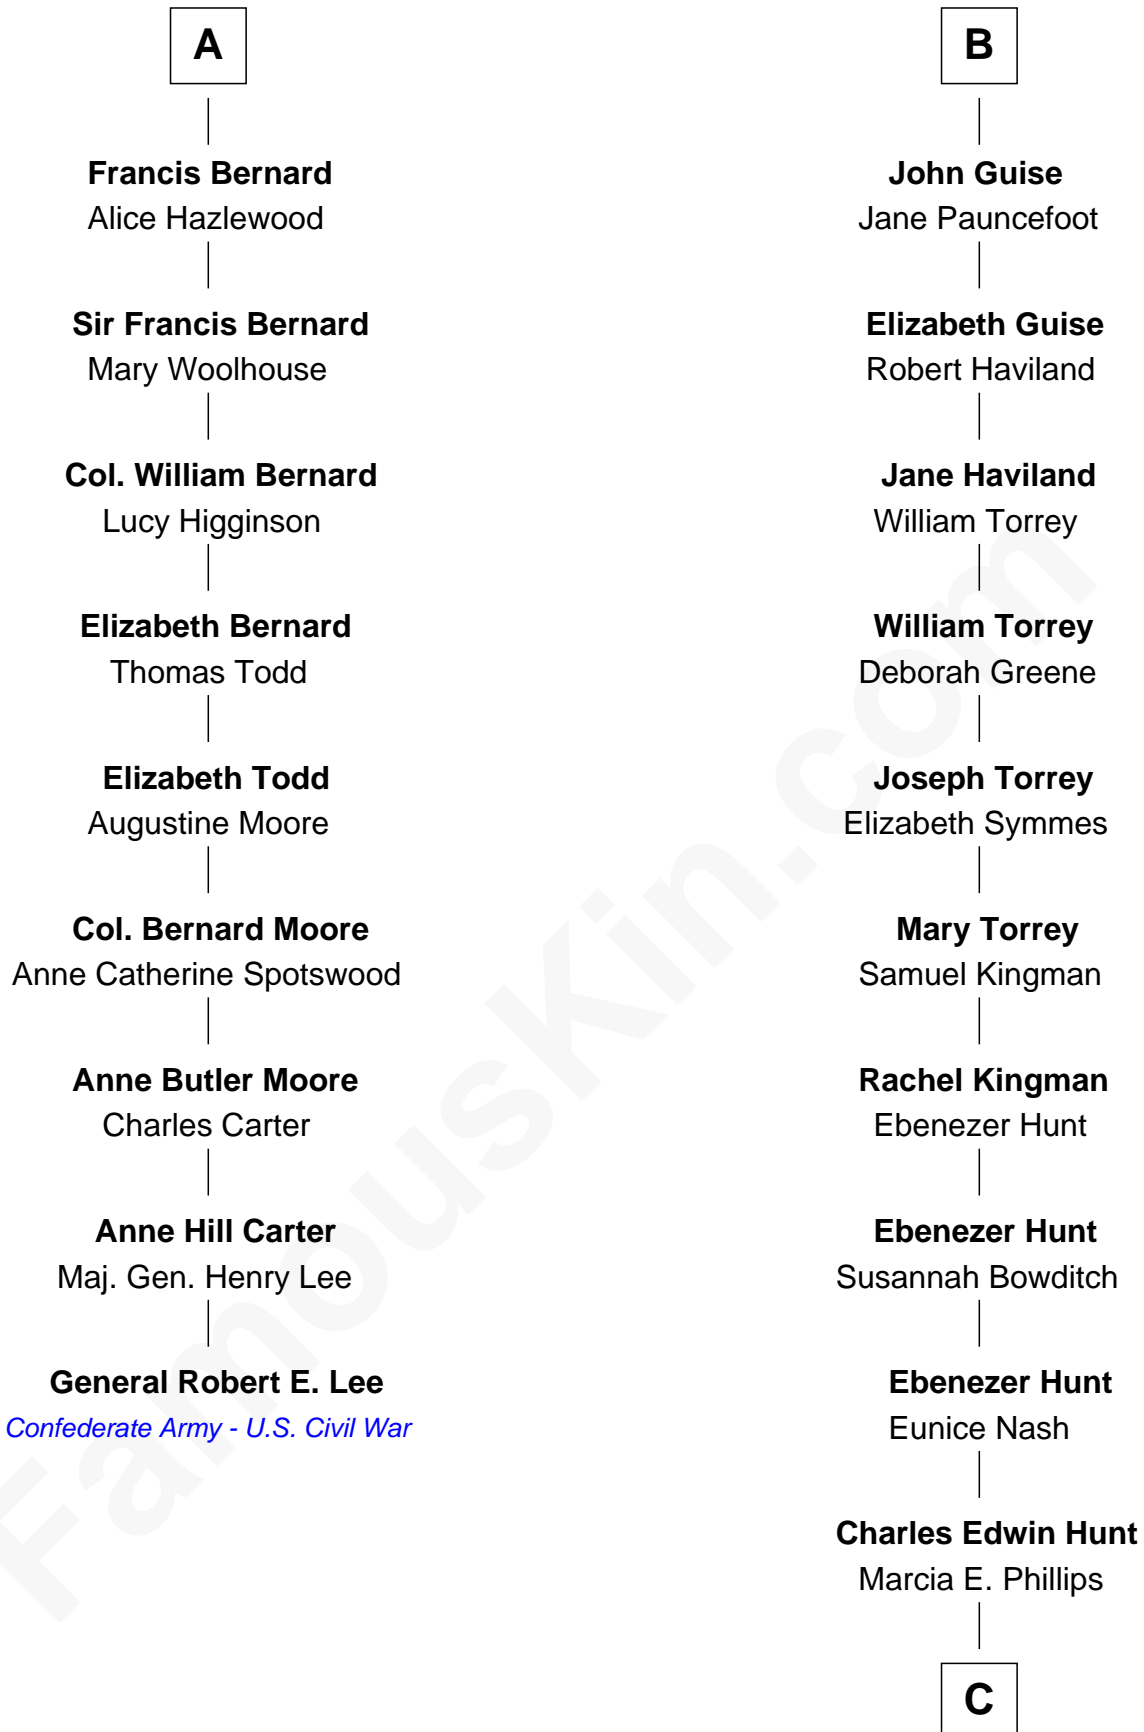 A
Francis Bernard
Alice Hazlewood
Sir Francis Bernard
Mary Woolhouse
Col. William Bernard
Lucy Higginson
Elizabeth Bernard
Thomas Todd
Elizabeth Todd
Augustine Moore
Col. Bernard Moore
Anne Catherine Spotswood
Anne Butler Moore
Charles Carter
Anne Hill Carter
Maj. Gen. Henry Lee
General Robert E. Lee
Confederate Army - U.S. Civil War
B
John Guise
Jane Pauncefoot
Elizabeth Guise
Robert Haviland
Jane Haviland
William Torrey
William Torrey
Deborah Greene
Joseph Torrey
Elizabeth Symmes
Mary Torrey
Samuel Kingman
Rachel Kingman
Ebenezer Hunt
Ebenezer Hunt
Susannah Bowditch
Ebenezer Hunt
Eunice Nash
Charles Edwin Hunt
Marcia E. Phillips
C
FamousKin.com